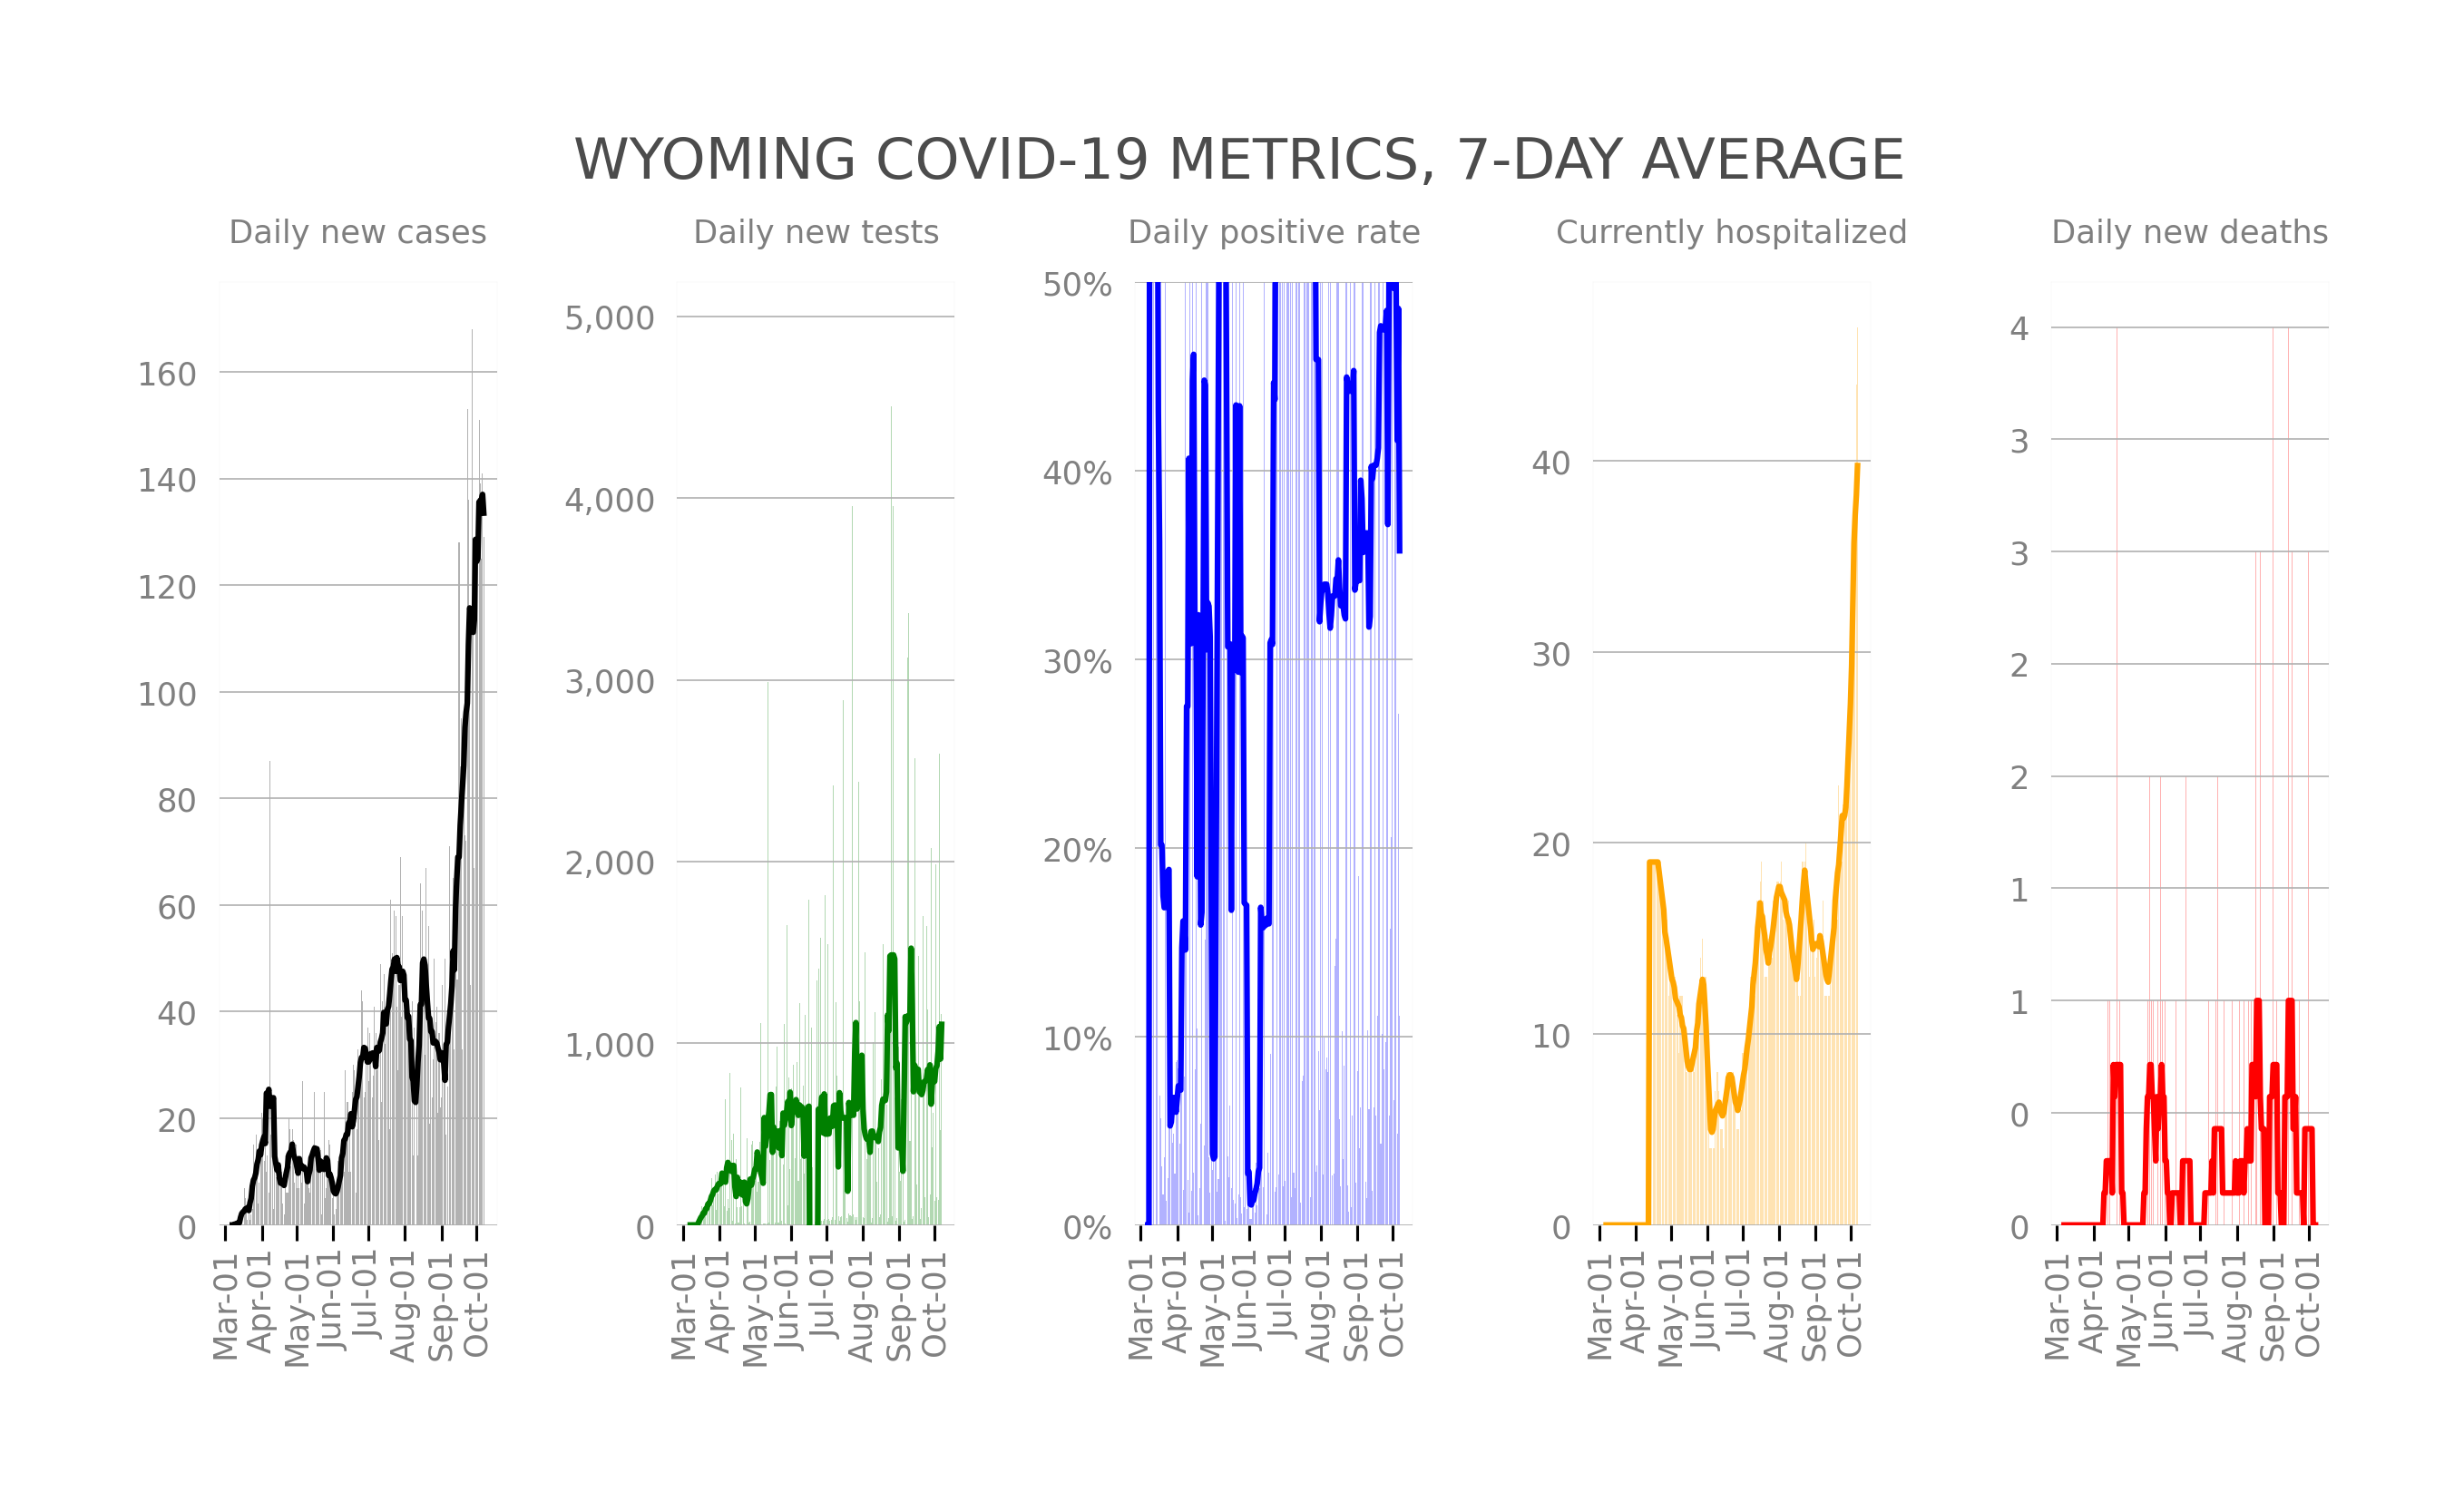 WYOMING COVID-19 METRICS, 7-DAY AVERAGE
Daily new cases
160
140
120
100
80
60
40
20
0
Mar-01
Apr-01
May-01
Jun-01
Jul-01
Aug-01
Sep-01
Oct-01
Daily new tests
5,000
4,000
3,000
2,000
1,000
0
Mar-01
Apr-01
May-01
Jun-01
Jul-01
Aug-01
Sep-01
Oct-01
Daily positive rate
50%
40%
30%
20%
10%
0%
Mar-01
Apr-01
May-01
Jun-01
Jul-01
Aug-01
Sep-01
Oct-01
Currently hospitalized
40
30
20
10
0
Mar-01
Apr-01
May-01
Jun-01
Jul-01
Aug-01
Sep-01
Oct-01
Daily new deaths
4
3
3
2
2
1
1
0
0
Mar-01
Apr-01
May-01
Jun-01
Jul-01
Aug-01
Sep-01
Oct-01